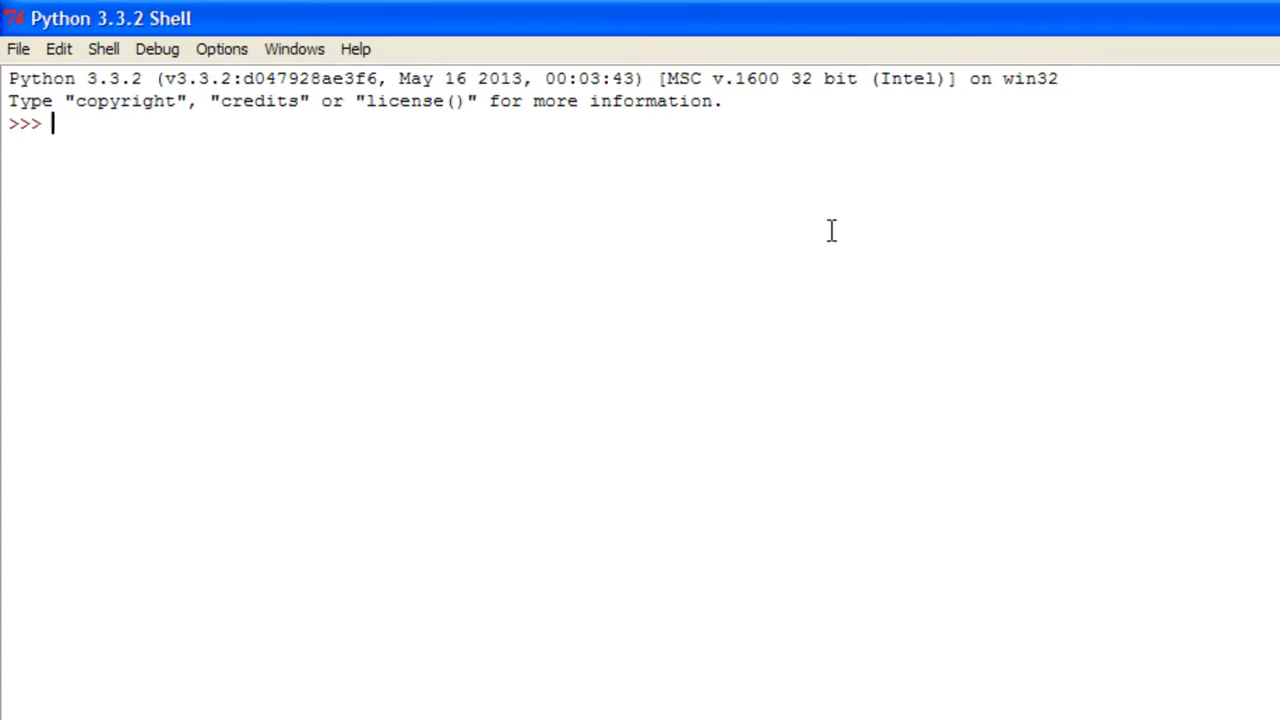 Python 3.3.2 Shell
File Edit Shell Debug Options Windows Help
Python 3.3.2 (v3.3.2:d047928ae3f6, May 16 2013, 00:03:43) [MSC v.1600 32 bit (Intel)] on win32
Type "copyright", "credits" or "license()" for more information.
>>>